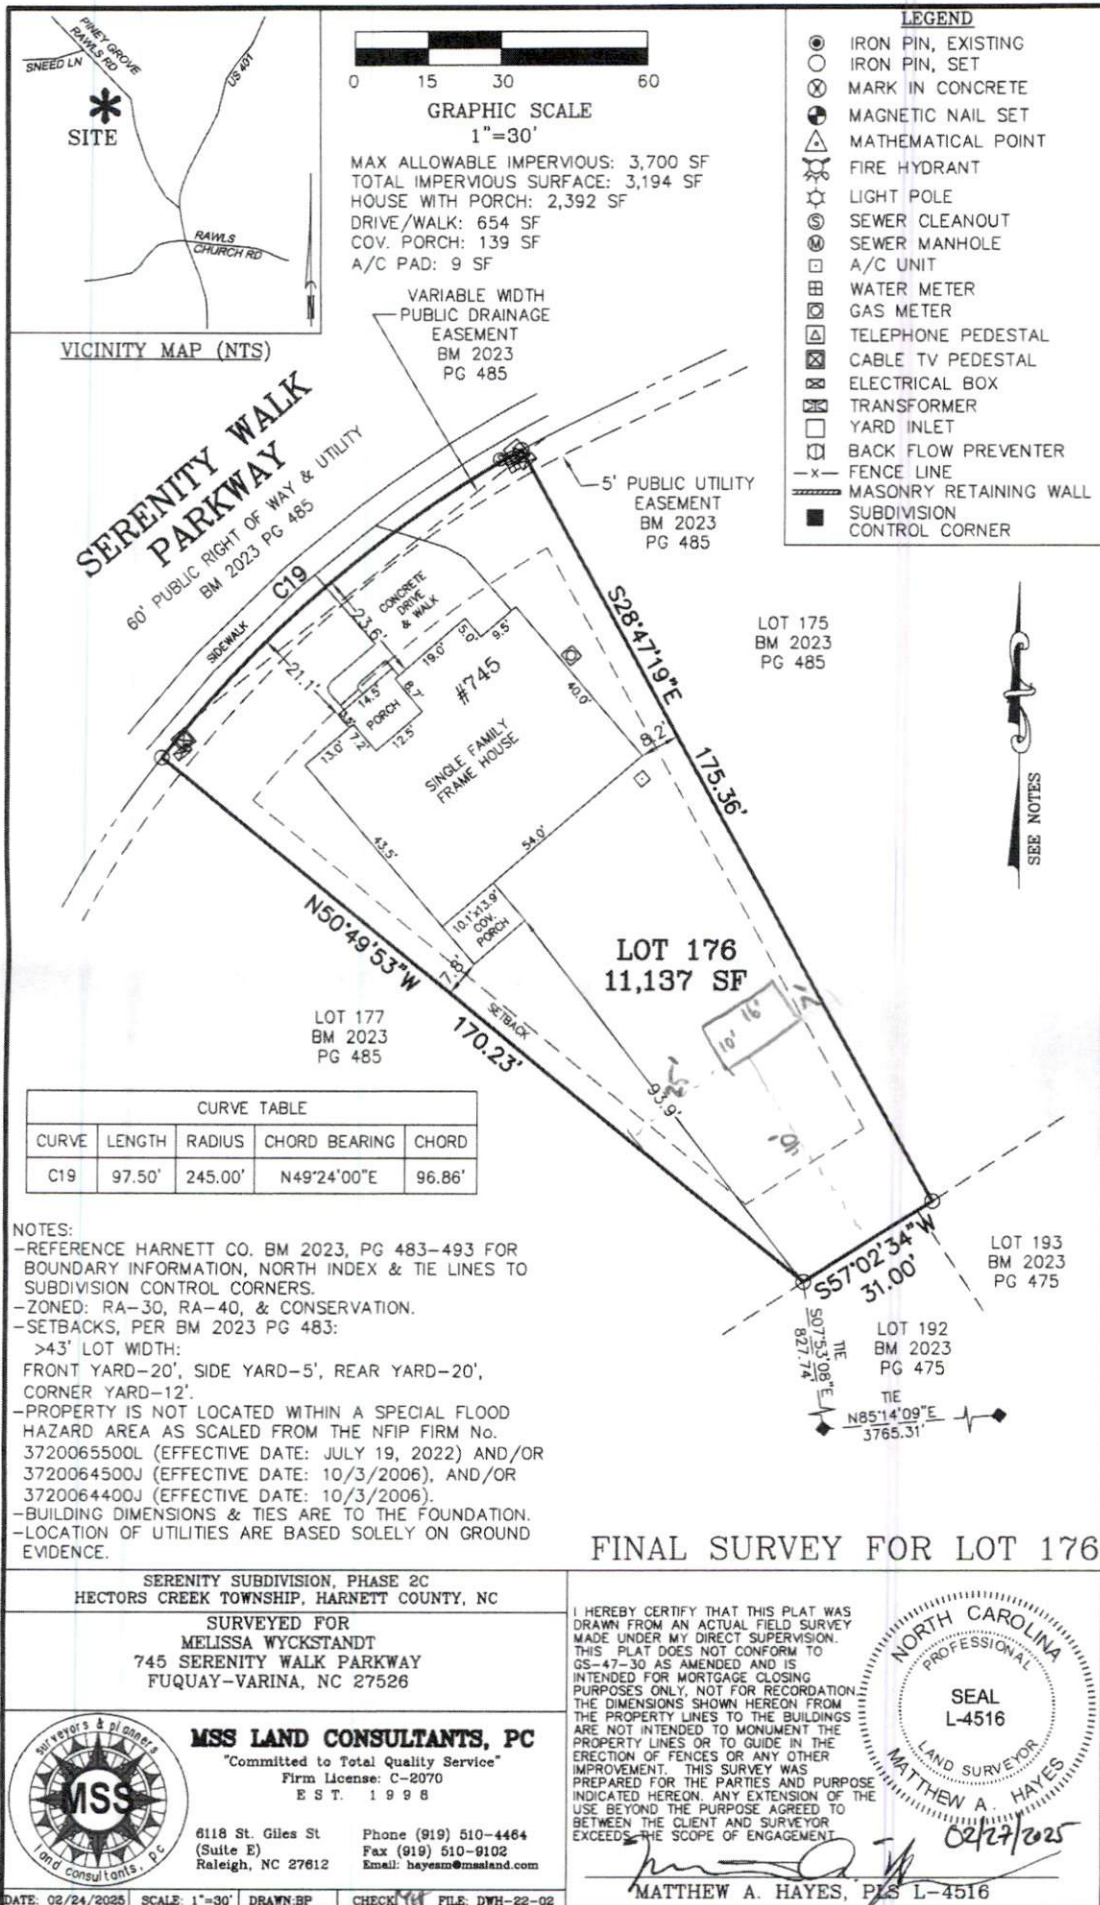 PINEY GROVE
RAWLS RD
SNEED LN
US 401
SITE
RAWLS
CHURCH RD
N
VICINITY MAP (NTS)
0 15 30 60
GRAPHIC SCALE
1"=30'
MAX ALLOWABLE IMPERVIOUS: 3,700 SF
TOTAL IMPERVIOUS SURFACE: 3,194 SF
HOUSE WITH PORCH: 2,392 SF
DRIVE/WALK: 654 SF
COV. PORCH: 139 SF
A/C PAD: 9 SF
LEGEND
IRON PIN, EXISTING
IRON PIN, SET
MARK IN CONCRETE
MAGNETIC NAIL SET
MATHEMATICAL POINT
FIRE HYDRANT
LIGHT POLE
S SEWER CLEANOUT
M SEWER MANHOLE
A/C UNIT
WATER METER
GAS METER
TELEPHONE PEDESTAL
CABLE TV PEDESTAL
ELECTRICAL BOX
TRANSFORMER
YARD INLET
BACK FLOW PREVENTER
—x— FENCE LINE
MASONRY RETAINING WALL
SUBDIVISION
CONTROL CORNER
VARIABLE WIDTH
PUBLIC DRAINAGE
EASEMENT
BM 2023
PG 485
SERENITY WALK
PARKWAY
60' PUBLIC RIGHT OF WAY & UTILITY
BM 2023 PG 485
5' PUBLIC UTILITY
EASEMENT
BM 2023
PG 485
C19
SIDEWALK
CONCRETE
DRIVE
& WALK
23.6'
21.1'
19.0'
5.0'
9.5'
14.5'
8.7'
PORCH
3.5'
7.2'
12.5'
13.0'
#745
SINGLE FAMILY
FRAME HOUSE
40.0'
8.2'
43.5'
54.0'
10.1'x13.9'
COV.
PORCH
7.8'
SETBACK
93.9'
S28°47'19"E
175.36'
LOT 175
BM 2023
PG 485
SEE NOTES
N50°49'53"W
170.23'
LOT 176
11,137 SF
10' 16'
7'
25'
40'
LOT 177
BM 2023
PG 485
CURVE TABLE
CURVE LENGTH RADIUS CHORD BEARING CHORD
C19 97.50' 245.00' N49°24'00"E 96.86'
S57°02'34"W
31.00'
LOT 193
BM 2023
PG 475
LOT 192
BM 2023
PG 475
TIE
S07°53'08"E
827.74'
TIE
N85°14'09"E
3765.31'
NOTES:
-REFERENCE HARNETT CO. BM 2023, PG 483-493 FOR
BOUNDARY INFORMATION, NORTH INDEX & TIE LINES TO
SUBDIVISION CONTROL CORNERS.
-ZONED: RA-30, RA-40, & CONSERVATION.
-SETBACKS, PER BM 2023 PG 483:
>43' LOT WIDTH:
FRONT YARD-20', SIDE YARD-5', REAR YARD-20',
CORNER YARD-12'.
-PROPERTY IS NOT LOCATED WITHIN A SPECIAL FLOOD
HAZARD AREA AS SCALED FROM THE NFIP FIRM No.
3720065500L (EFFECTIVE DATE: JULY 19, 2022) AND/OR
3720064500J (EFFECTIVE DATE: 10/3/2006), AND/OR
3720064400J (EFFECTIVE DATE: 10/3/2006).
-BUILDING DIMENSIONS & TIES ARE TO THE FOUNDATION.
-LOCATION OF UTILITIES ARE BASED SOLELY ON GROUND
EVIDENCE.
FINAL SURVEY FOR LOT 176
SERENITY SUBDIVISION, PHASE 2C
HECTORS CREEK TOWNSHIP, HARNETT COUNTY, NC
SURVEYED FOR
MELISSA WYCKSTANDT
745 SERENITY WALK PARKWAY
FUQUAY-VARINA, NC 27526
surveyors & planners
MSS
land consultants, pc
MSS LAND CONSULTANTS, PC
"Committed to Total Quality Service"
Firm License: C-2070
EST. 1998
6118 St. Giles St
(Suite E)
Raleigh, NC 27612
Phone (919) 510-4464
Fax (919) 510-9102
Email: hayesm@mssland.com
DATE: 02/24/2025 SCALE: 1"=30' DRAWN:BP CHECK: FILE: DWH-22-02
I HEREBY CERTIFY THAT THIS PLAT WAS
DRAWN FROM AN ACTUAL FIELD SURVEY
MADE UNDER MY DIRECT SUPERVISION.
THIS PLAT DOES NOT CONFORM TO
GS-47-30 AS AMENDED AND IS
INTENDED FOR MORTGAGE CLOSING
PURPOSES ONLY, NOT FOR RECORDATION.
THE DIMENSIONS SHOWN HEREON FROM
THE PROPERTY LINES TO THE BUILDINGS
ARE NOT INTENDED TO MONUMENT THE
PROPERTY LINES OR TO GUIDE IN THE
ERECTION OF FENCES OR ANY OTHER
IMPROVEMENT. THIS SURVEY WAS
PREPARED FOR THE PARTIES AND PURPOSE
INDICATED HEREON. ANY EXTENSION OF THE
USE BEYOND THE PURPOSE AGREED TO
BETWEEN THE CLIENT AND SURVEYOR
EXCEEDS THE SCOPE OF ENGAGEMENT.
NORTH CAROLINA
PROFESSIONAL
SEAL
L-4516
LAND SURVEYOR
MATTHEW A. HAYES
02/27/2025
MATTHEW A. HAYES, PLS L-4516